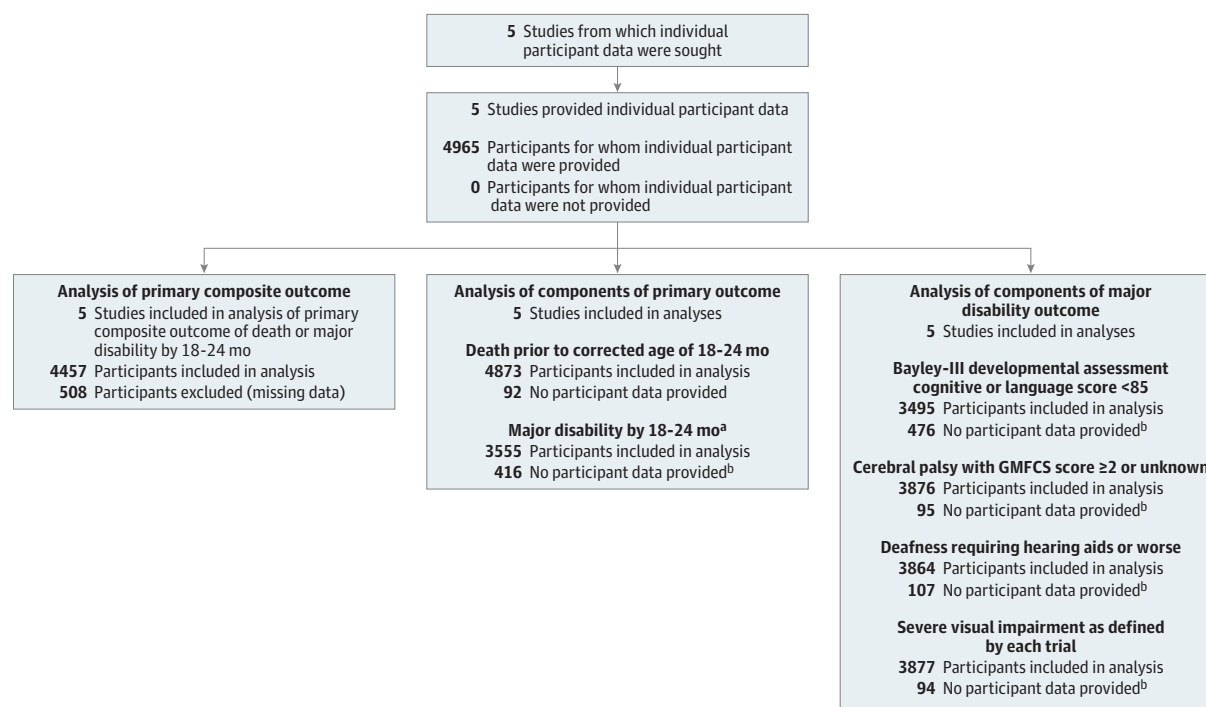 5 Studies from which individual
participant data were sought
5 Studies provided individual participant data
4965 Participants for whom individual participant
data were provided
0 Participants for whom individual participant
data were not provided
Analysis of primary composite outcome
5 Studies included in analysis of primary
composite outcome of death or major
disability by 18-24 mo
4457 Participants included in analysis
508 Participants excluded (missing data)
Analysis of components of primary outcome
5 Studies included in analyses
Death prior to corrected age of 18-24 mo
4873 Participants included in analysis
92 No participant data provided
Major disability by 18-24 moᵃ
3555 Participants included in analysis
416 No participant data providedᵇ
Analysis of components of major
disability outcome
5 Studies included in analyses
Bayley-III developmental assessment
cognitive or language score <85
3495 Participants included in analysis
476 No participant data providedᵇ
Cerebral palsy with GMFCS score ≥2 or unknown
3876 Participants included in analysis
95 No participant data providedᵇ
Deafness requiring hearing aids or worse
3864 Participants included in analysis
107 No participant data providedᵇ
Severe visual impairment as defined
by each trial
3877 Participants included in analysis
94 No participant data providedᵇ